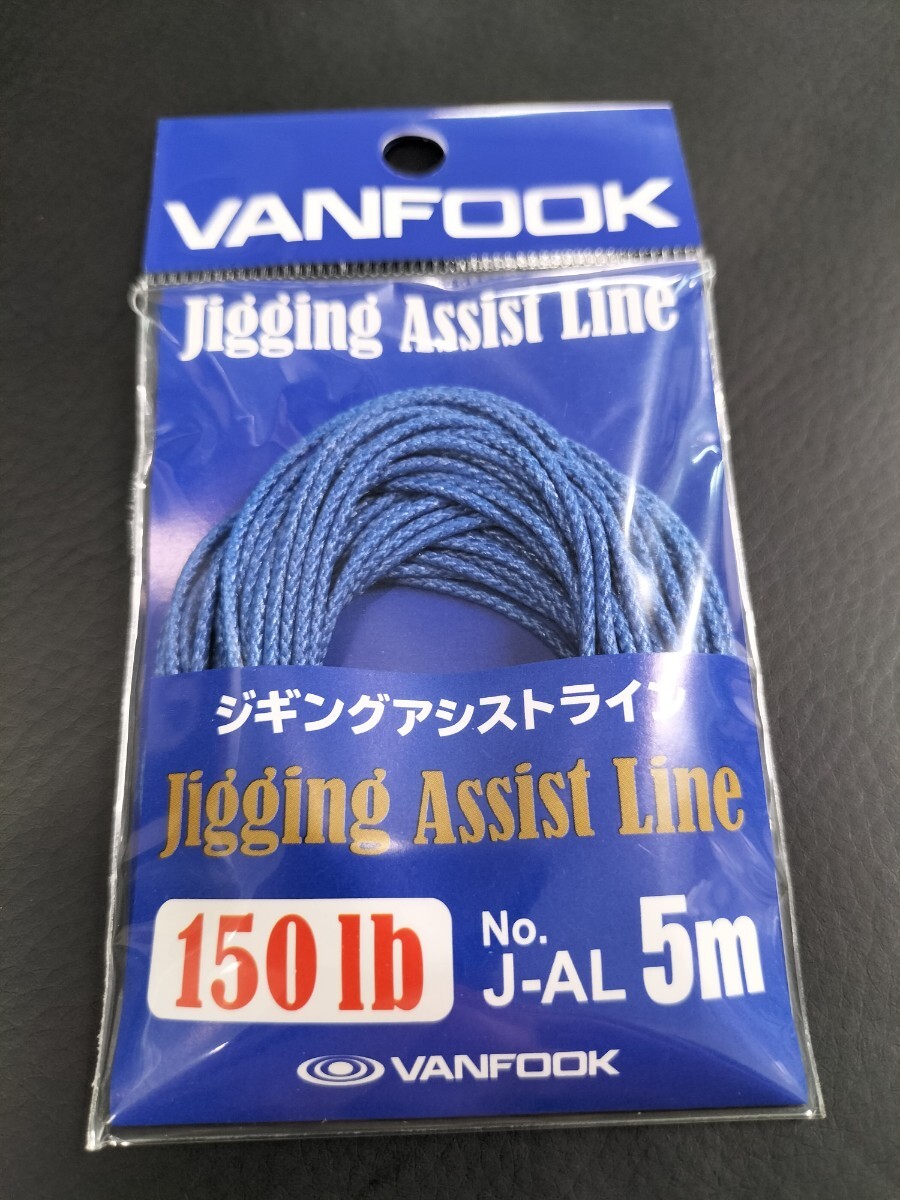 VANFOOK
Jigging Assist Line
ジギングアシストライン
Jigging Assist Line
150lb
No.
J-AL
5m
VANFOOK